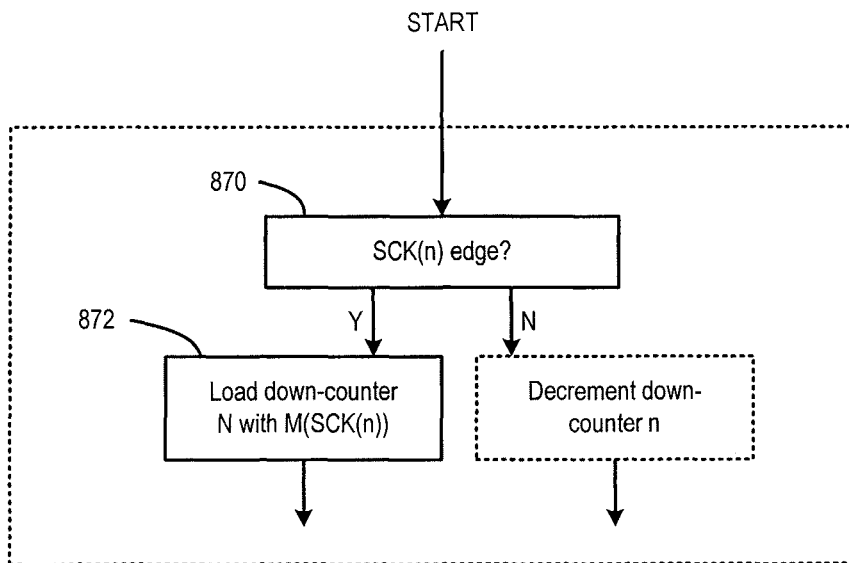 START
870
SCK(n) edge?
Y
N
872
Load down-counter
N with M(SCK(n))
Decrement down-
counter n